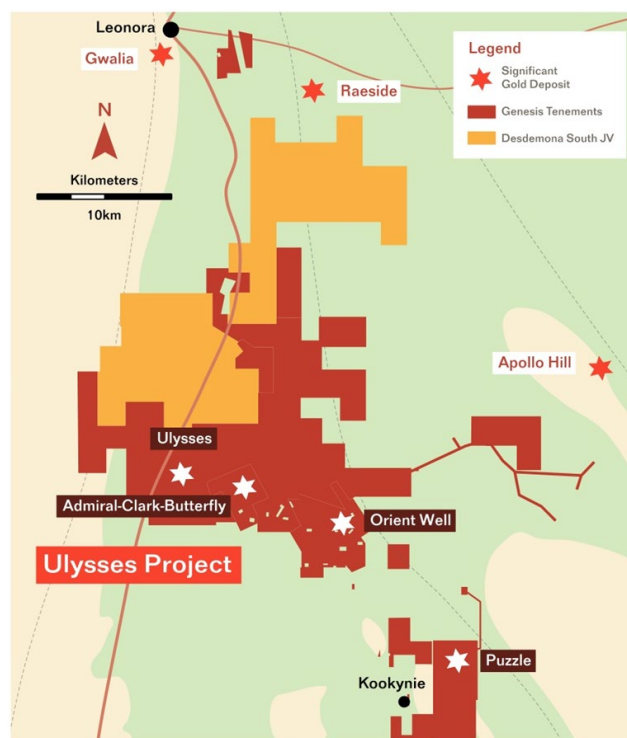 Leonora
Gwalia
Raeside
Legend
Significant
Gold Deposit
Genesis Tenements
Desdemona South JV
N
Kilometers
10km
Apollo Hill
Ulysses
Admiral-Clark-Butterfly
Orient Well
Ulysses Project
Puzzle
Kookynie